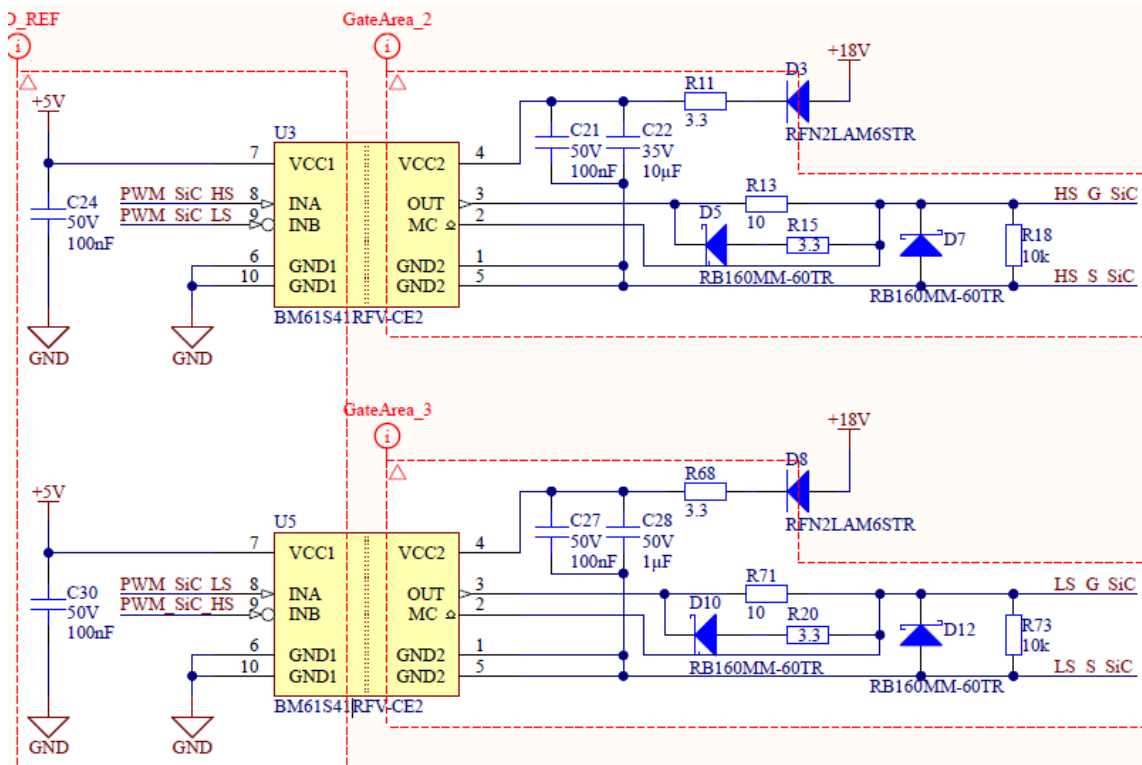 D_REF
GateArea_2
+18V
+5V
R11
3.3
D3
RFN2LAM6STR
U3
C21
50V
100nF
C22
35V
10µF
7
VCC1
VCC2
4
C24
50V
100nF
PWM_SiC_HS
8
INA
OUT
3
R13
10
HS_G_SiC
PWM_SiC_LS
9
INB
MC
2
D5
R15
3.3
D7
R18
10k
6
GND1
GND2
1
RB160MM-60TR
10
GND1
GND2
5
HS_S_SiC
RB160MM-60TR
BM61S41RFV-CE2
GND
GND
GateArea_3
+18V
+5V
R68
3.3
D8
RFN2LAM6STR
U5
C27
50V
100nF
C28
50V
1µF
7
VCC1
VCC2
4
C30
50V
100nF
PWM_SiC_LS
8
INA
OUT
3
R71
10
LS_G_SiC
PWM_SiC_HS
9
INB
MC
2
D10
R20
3.3
D12
R73
10k
6
GND1
GND2
1
RB160MM-60TR
10
GND1
GND2
5
LS_S_SiC
RB160MM-60TR
BM61S41RFV-CE2
GND
GND